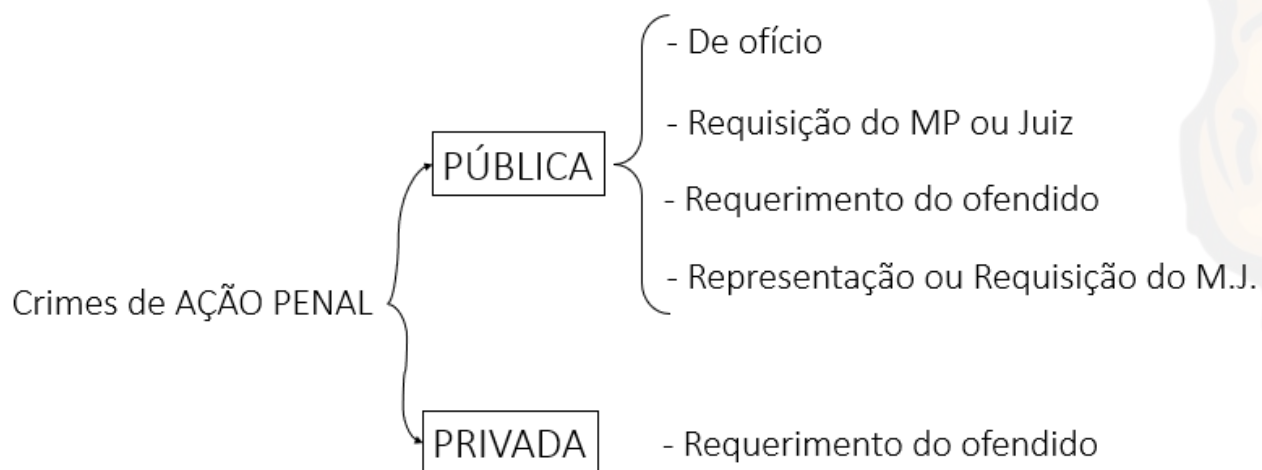 - De ofício
- Requisição do MP ou Juiz
PÚBLICA
- Requerimento do ofendido
- Representação ou Requisição do M.J.
Crimes de AÇÃO PENAL
PRIVADA - Requerimento do ofendido